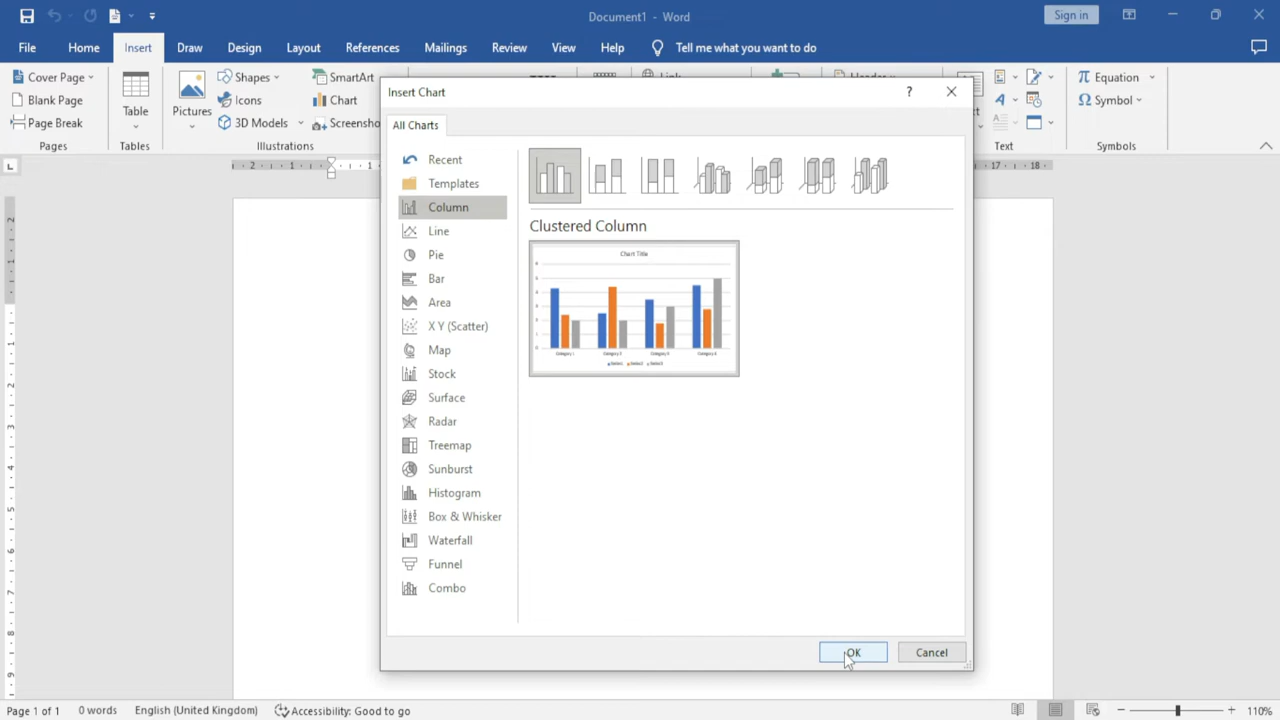 Document1 - Word
Sign in
File Home Insert Draw Design Layout References Mailings Review View Help Tell me what you want to do
Cover Page
Blank Page
Page Break
Pages
Table
Tables
Pictures
Shapes
Icons
3D Models
SmartArt
Chart
Screensho
Illustrations
Link
Header
Text
Equation
Symbol
Symbols
Insert Chart
?
All Charts
Recent
Templates
Column
Line
Pie
Bar
Area
X Y (Scatter)
Map
Stock
Surface
Radar
Treemap
Sunburst
Histogram
Box & Whisker
Waterfall
Funnel
Combo
Clustered Column
Chart Title
OK
Cancel
Page 1 of 1 0 words English (United Kingdom) Accessibility: Good to go 110%